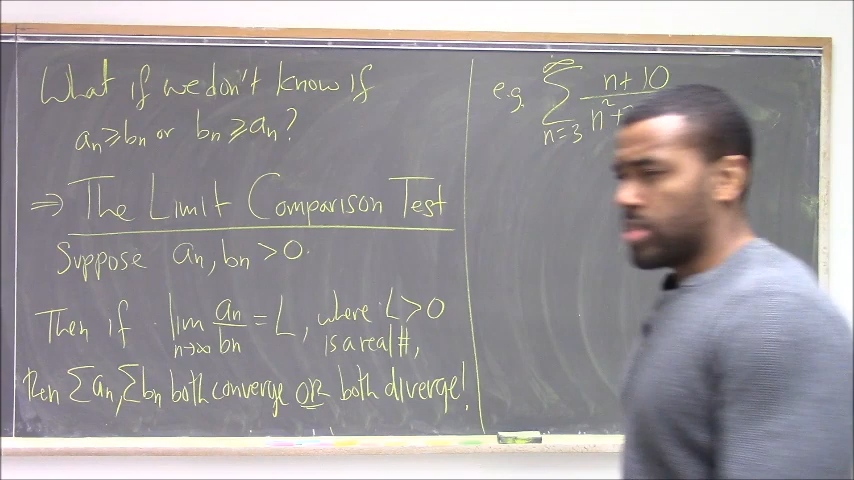 What if we don't know if
aₙ ≥ bₙ or bₙ ≥ aₙ?
⇒ The Limit Comparison Test
Suppose aₙ, bₙ > 0.
Then if lim n→∞ aₙ/bₙ = L, where L > 0
is a real #,
then Σaₙ, Σbₙ both converge OR both diverge!
e.g. ∞
Σ n+10
n=3 n²+